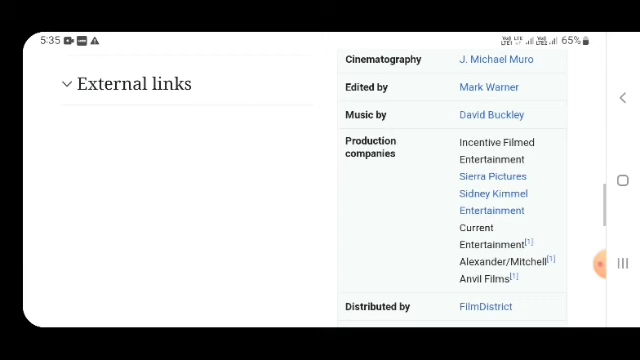 5:35
65%
External links
Cinematography
J. Michael Muro
Edited by
Mark Warner
Music by
David Buckley
Production
companies
Incentive Filmed
Entertainment
Sierra Pictures
Sidney Kimmel
Entertainment
Current
Entertainment[1]
Alexander/Mitchell[1]
Anvil Films[1]
Distributed by
FilmDistrict